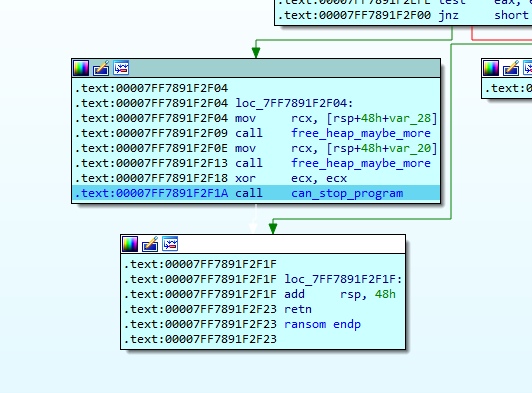 .text:00007FF7891F2F00 jnz short
.text:00007FF7891F2F04
.text:00007FF7891F2F04 loc_7FF7891F2F04:
.text:00007FF7891F2F04 mov rcx, [rsp+48h+var_28]
.text:00007FF7891F2F09 call free_heap_maybe_more
.text:00007FF7891F2F0E mov rcx, [rsp+48h+var_20]
.text:00007FF7891F2F13 call free_heap_maybe_more
.text:00007FF7891F2F18 xor ecx, ecx
.text:00007FF7891F2F1A call can_stop_program
.text:0
.text:0
.text:00007FF7891F2F1F
.text:00007FF7891F2F1F loc_7FF7891F2F1F:
.text:00007FF7891F2F1F add rsp, 48h
.text:00007FF7891F2F23 retn
.text:00007FF7891F2F23 ransom endp
.text:00007FF7891F2F23